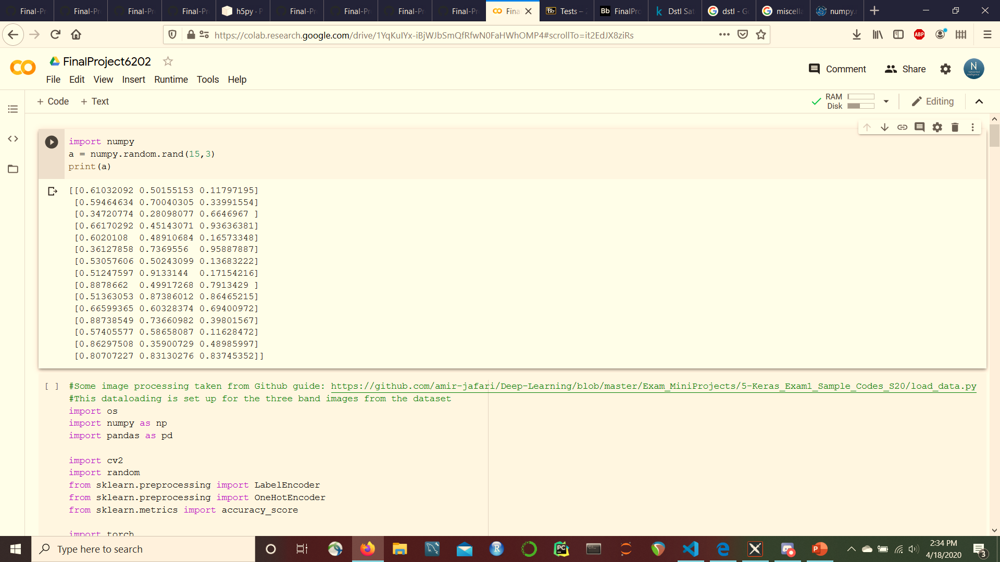 Final-Pr Final-Pr Final-Pr Final-Pr h5py · P Final-Pr Final-Pr Final-Pr Final-Pr Final Tests – 2 FinalPro Dstl Sat dstl - Go miscella numpy.r
https://colab.research.google.com/drive/1YqKuIYx-iBjWJbSmQfRfwN0FaHWhOMP4#scrollTo=it2EdJX8ziRs
ABP
FinalProject6202
Comment Share
File Edit View Insert Runtime Tools Help
+ Code + Text
RAM
Disk
Editing
import numpy
a = numpy.random.rand(15,3)
print(a)
[[0.61032092 0.50155153 0.11797195]
[0.59464634 0.70040305 0.33991554]
[0.34720774 0.28098077 0.6646967 ]
[0.66170292 0.45143071 0.93636381]
[0.6020108  0.48910684 0.16573348]
[0.36127858 0.7369556  0.95887887]
[0.53057606 0.50243099 0.13683222]
[0.51247597 0.9133144  0.17154216]
[0.8878662  0.49917268 0.7913429 ]
[0.51363053 0.87386012 0.86465215]
[0.66599365 0.60328374 0.69400972]
[0.88738549 0.73660982 0.39801567]
[0.57405577 0.58658087 0.11628472]
[0.86297508 0.35900729 0.48985997]
[0.80707227 0.83130276 0.83745352]]
[ ] #Some image processing taken from Github guide: https://github.com/amir-jafari/Deep-Learning/blob/master/Exam_MiniProjects/5-Keras_Exam1_Sample_Codes_S20/load_data.py
#This dataloading is set up for the three band images from the dataset
import os
import numpy as np
import pandas as pd
import cv2
import random
from sklearn.preprocessing import LabelEncoder
from sklearn.preprocessing import OneHotEncoder
from sklearn.metrics import accuracy_score
import torch
Type here to search
2:34 PM
4/18/2020
3